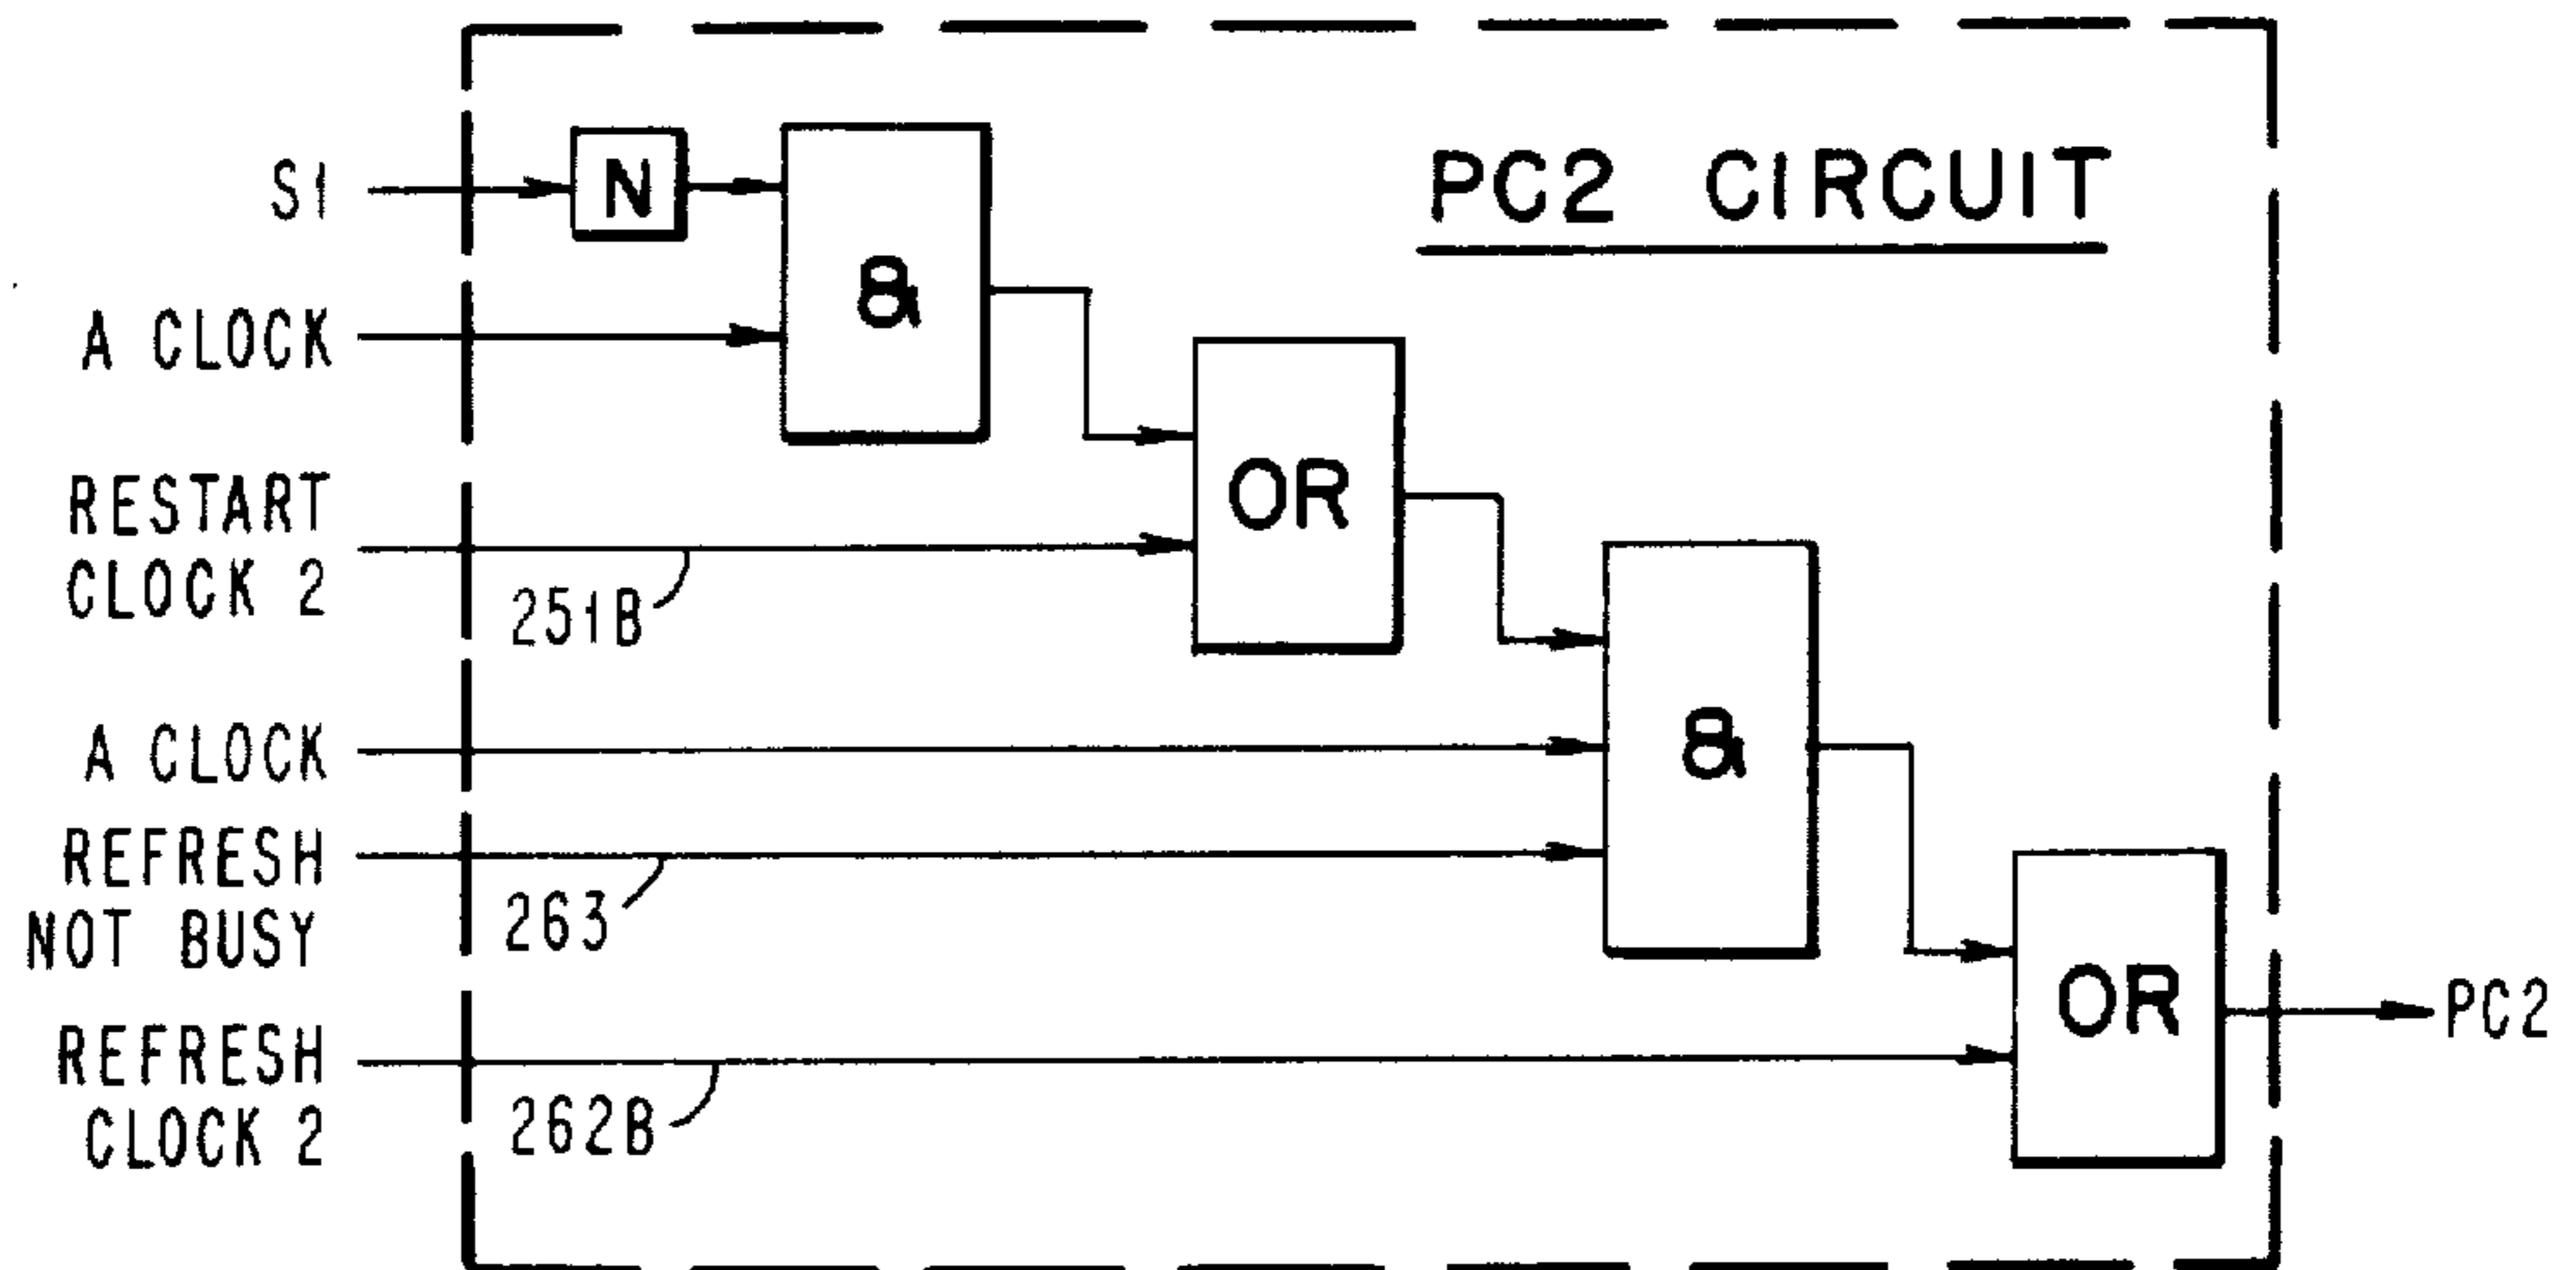 PC2 CIRCUIT
S1
N
&
A CLOCK
RESTART
CLOCK 2
251B
OR
A CLOCK
&
REFRESH
NOT BUSY
263
REFRESH
CLOCK 2
262B
OR
PC2